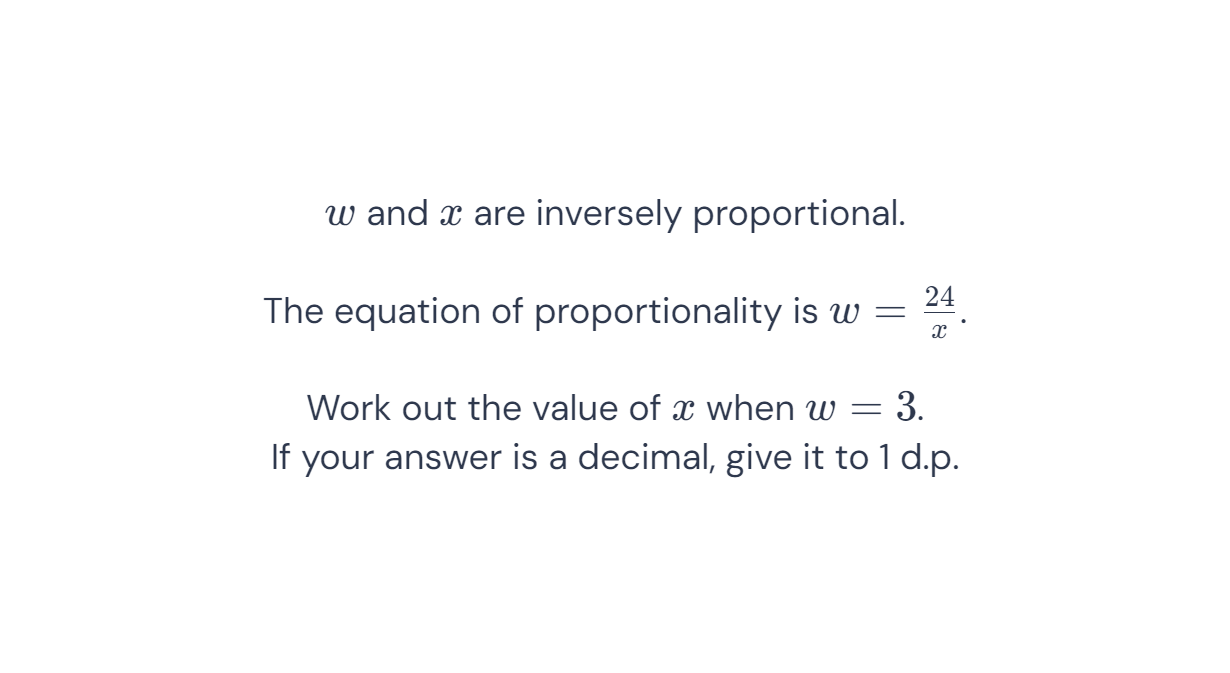 w and x are inversely proportional.
The equation of proportionality is w = 24/x.
Work out the value of x when w = 3.
If your answer is a decimal, give it to 1 d.p.